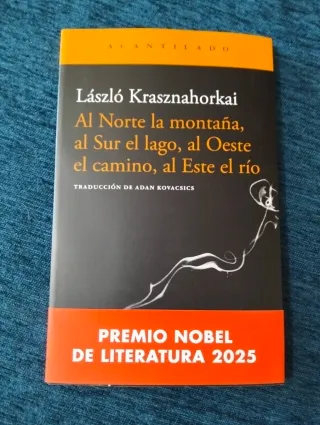 ACANTILADO
László Krasznahorkai
Al Norte la montaña,
al Sur el lago, al Oeste
el camino, al Este el río
TRADUCCIÓN DE ADAN KOVACSICS
PREMIO NOBEL
DE LITERATURA 2025